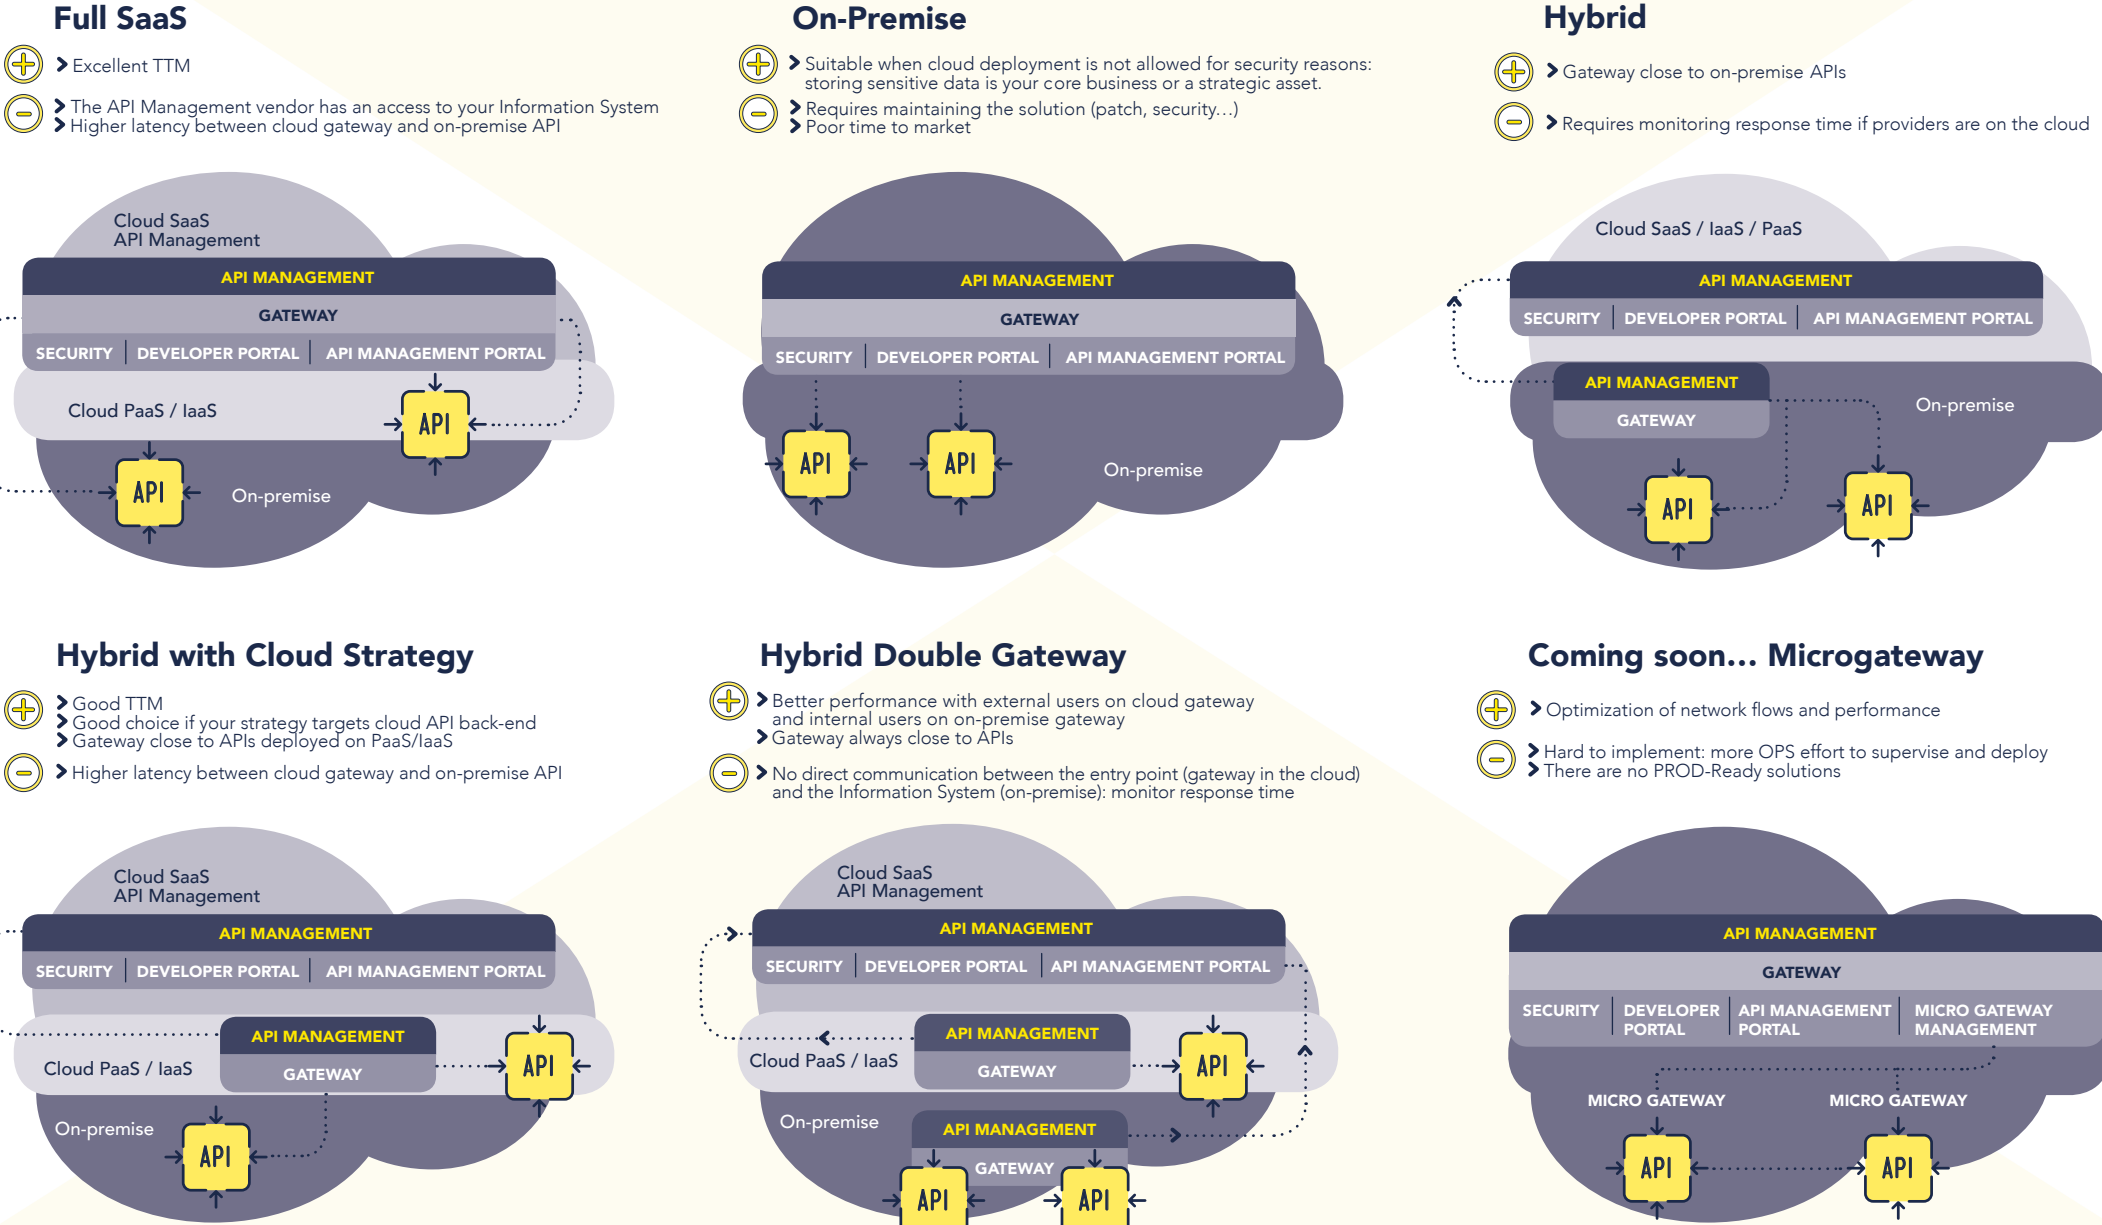 Full SaaS
Excellent TTM
The API Management vendor has an access to your Information System
Higher latency between cloud gateway and on-premise API
Cloud SaaS
API Management
API MANAGEMENT
GATEWAY
SECURITY
DEVELOPER PORTAL
API MANAGEMENT PORTAL
Cloud PaaS / IaaS
API
API
On-premise
On-Premise
Suitable when cloud deployment is not allowed for security reasons:
storing sensitive data is your core business or a strategic asset.
Requires maintaining the solution (patch, security...)
Poor time to market
API MANAGEMENT
GATEWAY
SECURITY
DEVELOPER PORTAL
API MANAGEMENT PORTAL
API
API
On-premise
Hybrid
Gateway close to on-premise APIs
Requires monitoring response time if providers are on the cloud
Cloud SaaS / IaaS / PaaS
API MANAGEMENT
SECURITY
DEVELOPER PORTAL
API MANAGEMENT PORTAL
API MANAGEMENT
GATEWAY
On-premise
API
API
Hybrid with Cloud Strategy
Good TTM
Good choice if your strategy targets cloud API back-end
Gateway close to APIs deployed on PaaS/IaaS
Higher latency between cloud gateway and on-premise API
Cloud SaaS
API Management
API MANAGEMENT
SECURITY
DEVELOPER PORTAL
API MANAGEMENT PORTAL
API MANAGEMENT
GATEWAY
Cloud PaaS / IaaS
API
On-premise
API
Hybrid Double Gateway
Better performance with external users on cloud gateway
and internal users on on-premise gateway
Gateway always close to APIs
No direct communication between the entry point (gateway in the cloud)
and the Information System (on-premise): monitor response time
Cloud SaaS
API Management
API MANAGEMENT
SECURITY
DEVELOPER PORTAL
API MANAGEMENT PORTAL
API MANAGEMENT
GATEWAY
Cloud PaaS / IaaS
API
On-premise
API MANAGEMENT
GATEWAY
API
API
Coming soon... Microgateway
Optimization of network flows and performance
Hard to implement: more OPS effort to supervise and deploy
There are no PROD-Ready solutions
API MANAGEMENT
GATEWAY
SECURITY
DEVELOPER
PORTAL
API MANAGEMENT
PORTAL
MICRO GATEWAY
MANAGEMENT
MICRO GATEWAY
MICRO GATEWAY
API
API